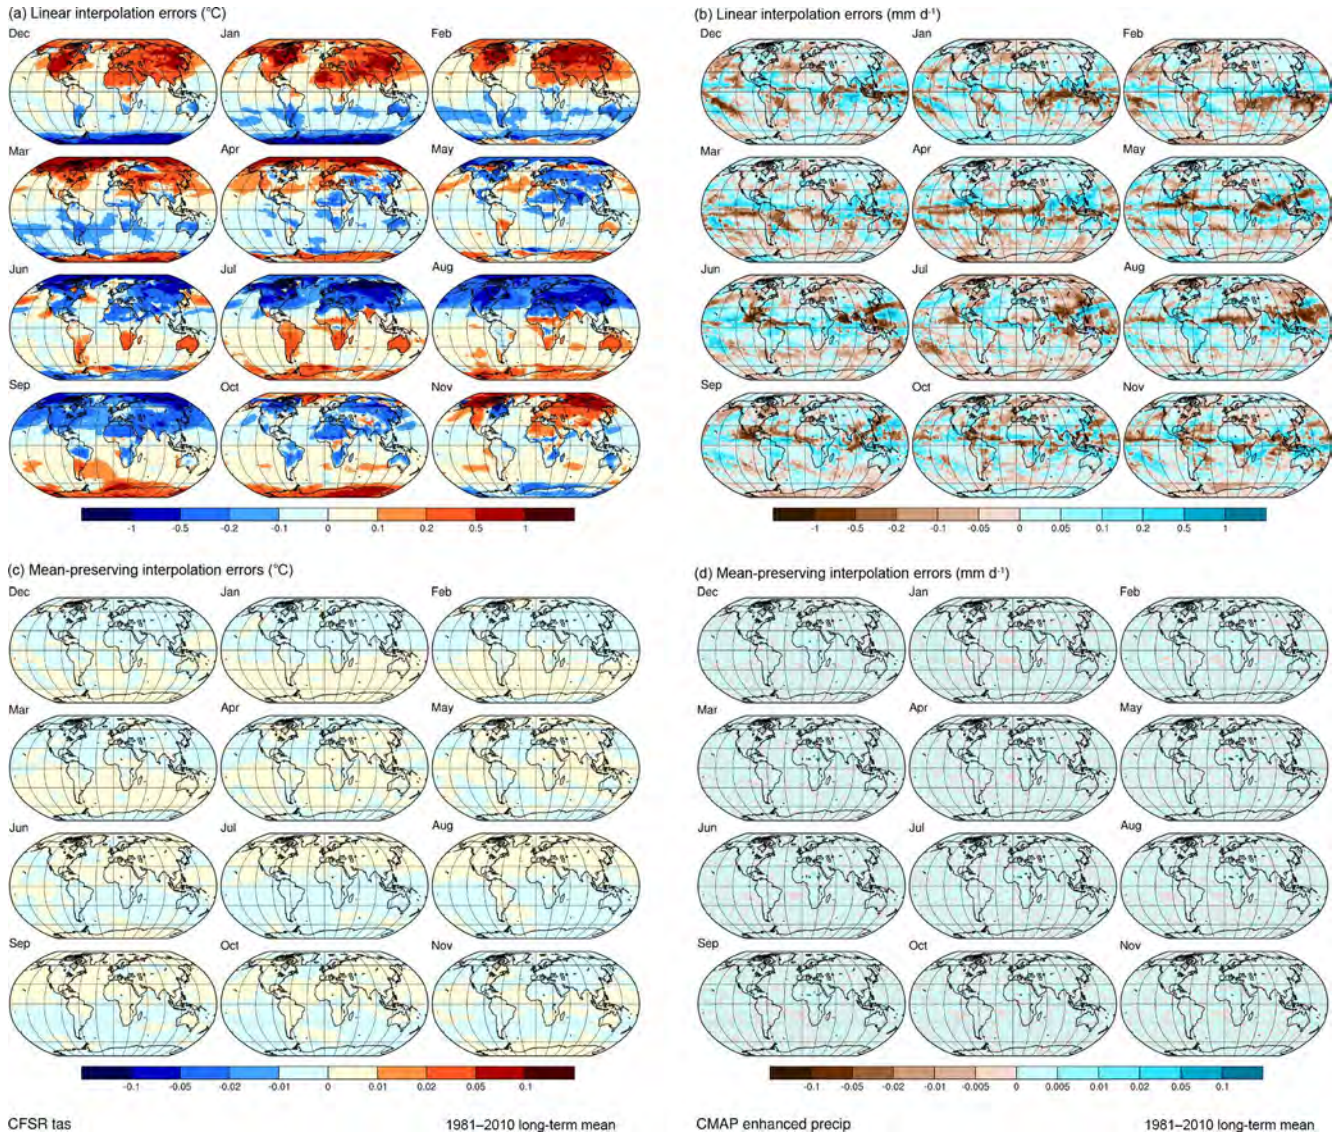 (a) Linear interpolation errors (°C)
Dec Jan Feb
Mar Apr May
Jun Jul Aug
Sep Oct Nov
-1 -0.5 -0.2 -0.1 0 0.1 0.2 0.5 1
(b) Linear interpolation errors (mm d⁻¹)
Dec Jan Feb
Mar Apr May
Jun Jul Aug
Sep Oct Nov
-1 -0.5 -0.2 -0.1 -0.05 0 0.05 0.1 0.2 0.5 1
(c) Mean-preserving interpolation errors (°C)
Dec Jan Feb
Mar Apr May
Jun Jul Aug
Sep Oct Nov
-0.1 -0.05 -0.02 -0.01 0 0.01 0.02 0.05 0.1
(d) Mean-preserving interpolation errors (mm d⁻¹)
Dec Jan Feb
Mar Apr May
Jun Jul Aug
Sep Oct Nov
-0.1 -0.05 -0.02 -0.01 -0.005 0 0.005 0.01 0.02 0.05 0.1
CFSR tas 1981–2010 long-term mean
CMAP enhanced precip 1981–2010 long-term mean